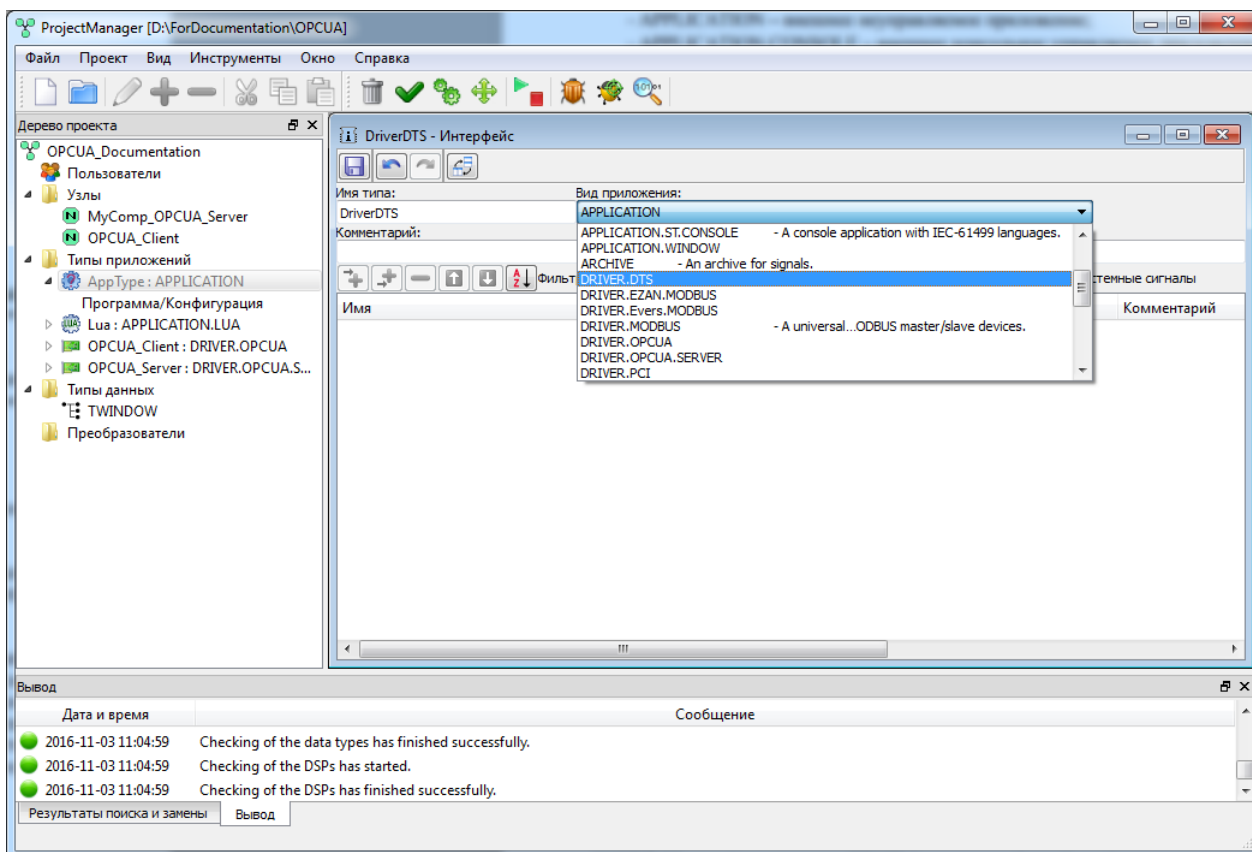 ProjectManager [D:\ForDocumentation\OPCUA]
Файл Проект Вид Инструменты Окно Справка
Дерево проекта
OPCUA_Documentation
Пользователи
Узлы
MyComp_OPCUA_Server
OPCUA_Client
Типы приложений
AppType : APPLICATION
Программа/Конфигурация
Lua : APPLICATION.LUA
OPCUA_Client : DRIVER.OPCUA
OPCUA_Server : DRIVER.OPCUA.S...
Типы данных
TWINDOW
Преобразователи
DriverDTS - Интерфейс
Имя типа: Вид приложения:
DriverDTS APPLICATION
Комментарий:
APPLICATION.ST.CONSOLE - A console application with IEC-61499 languages.
APPLICATION.WINDOW
ARCHIVE - An archive for signals.
DRIVER.DTS
DRIVER.EZAN.MODBUS
DRIVER.Evers.MODBUS
DRIVER.MODBUS - A universal...ODBUS master/slave devices.
DRIVER.OPCUA
DRIVER.OPCUA.SERVER
DRIVER.PCI
Фильт стемные сигналы
Имя Комментарий
Вывод
Дата и время Сообщение
2016-11-03 11:04:59 Checking of the data types has finished successfully.
2016-11-03 11:04:59 Checking of the DSPs has started.
2016-11-03 11:04:59 Checking of the DSPs has finished successfully.
Результаты поиска и замены Вывод